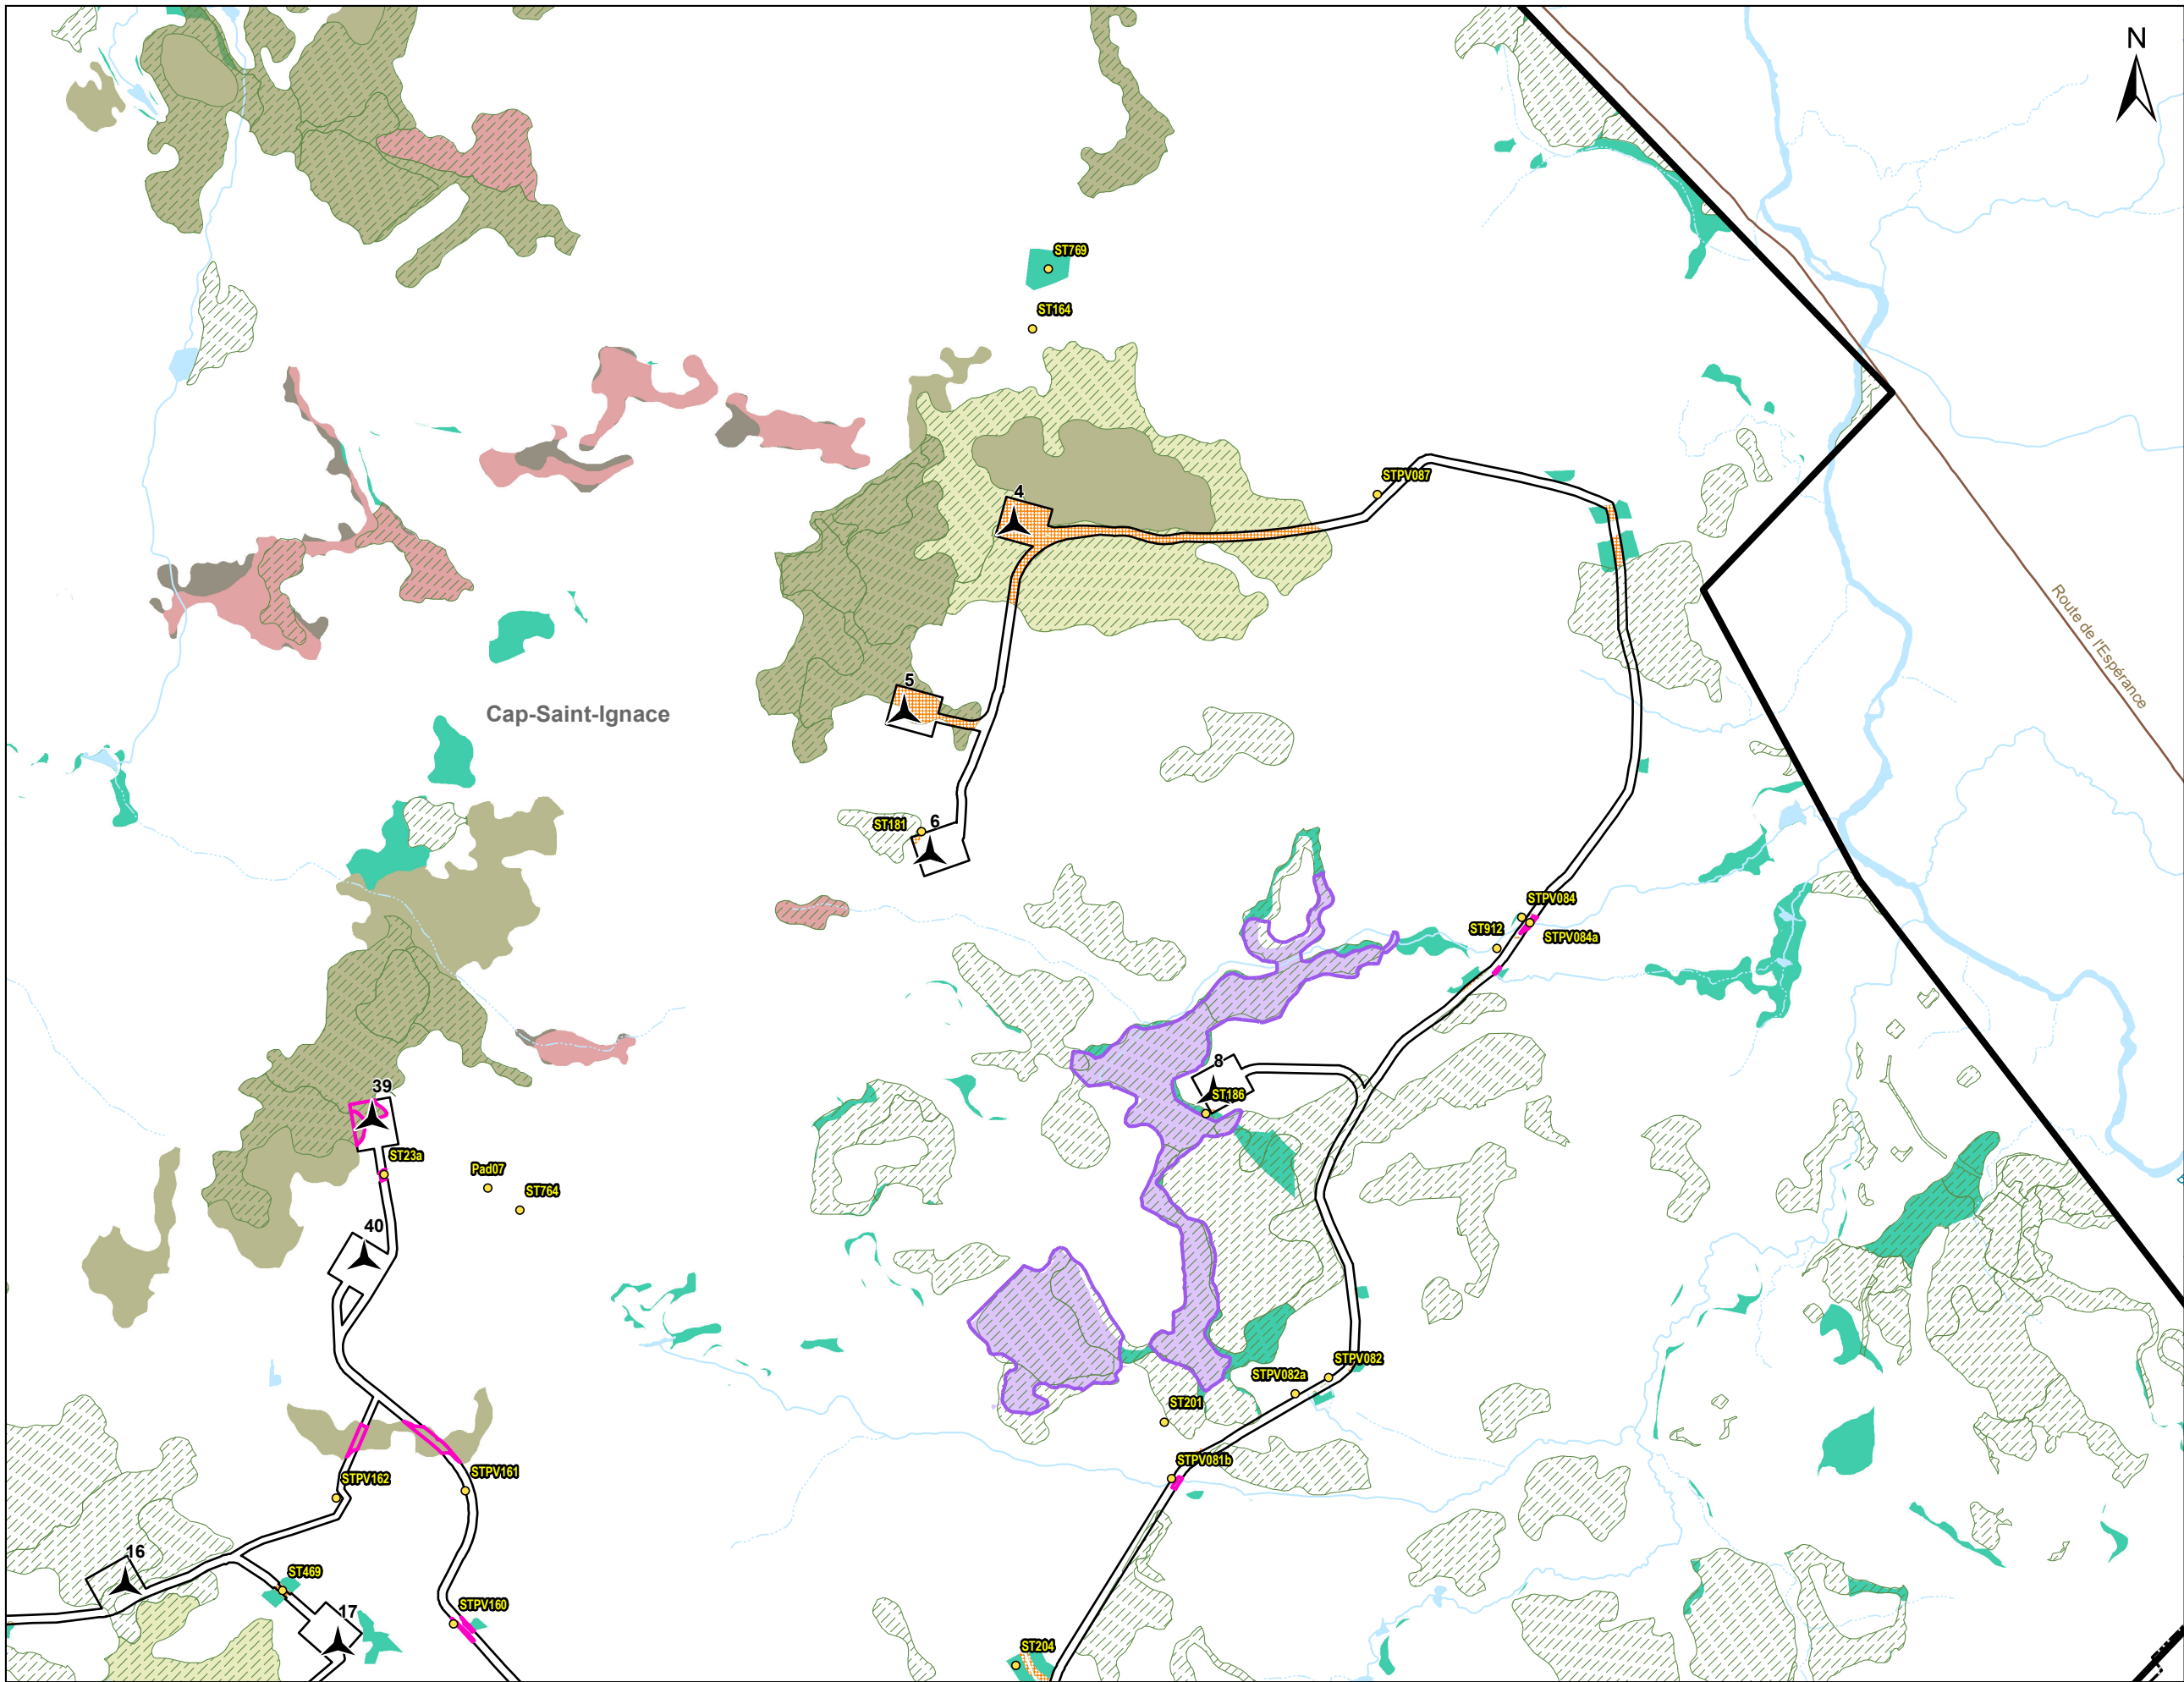 N
ST769
ST164
STPV087
4
Route de l'Espérance
5
Cap-Saint-Ignace
ST181
6
STPV084
ST912
STPV084a
8
39
ST186
ST23a
Pad07
ST764
40
STPV082
STPV082a
ST201
STPV081b
STPV162
STPV161
16
ST469
17
STPV160
ST204